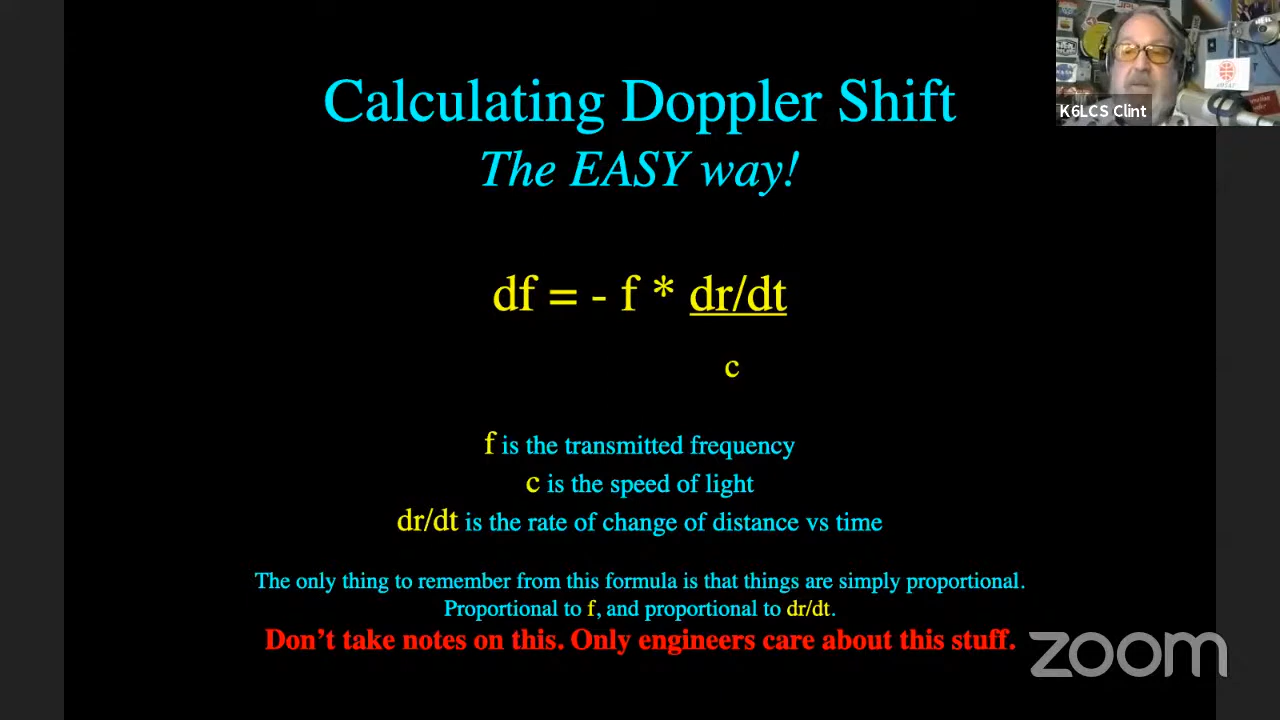 Calculating Doppler Shift
The EASY way!
df = - f * dr/dt
c
f is the transmitted frequency
c is the speed of light
dr/dt is the rate of change of distance vs time
The only thing to remember from this formula is that things are simply proportional.
Proportional to f, and proportional to dr/dt.
Don’t take notes on this. Only engineers care about this stuff.
K6LCS Clint
zoom